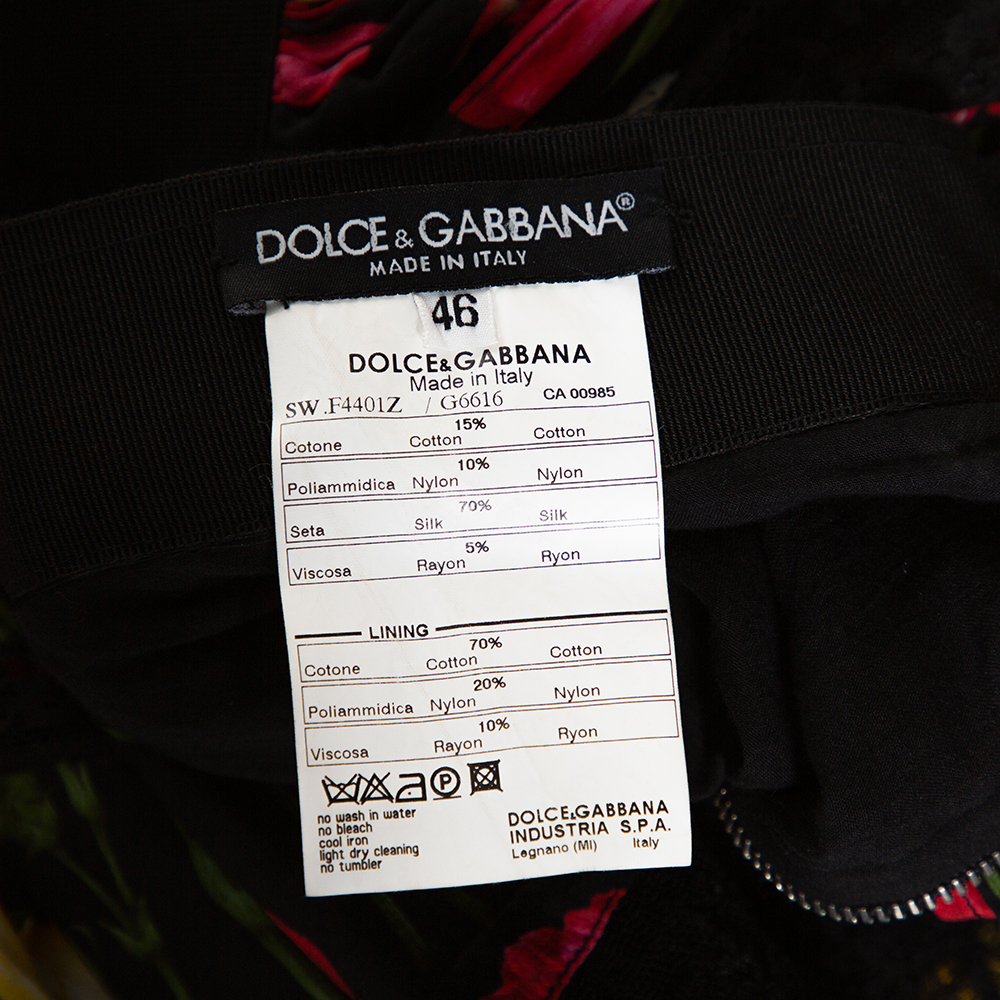 DOLCE & GABBANA®
MADE IN ITALY
46
DOLCE&GABBANA
Made in Italy
SW.F4401Z / G6616 CA 00985
15%
Cotone Cotton Cotton
10%
Poliammidica Nylon Nylon
70%
Seta Silk Silk
5%
Viscosa Rayon Ryon
LINING
70%
Cotone Cotton Cotton
20%
Poliammidica Nylon Nylon
10%
Viscosa Rayon Ryon
a P
no wash in water
no bleach
cool iron
light dry cleaning
no tumbler
DOLCE&GABBANA
INDUSTRIA S.P.A.
Legnano (MI) Italy